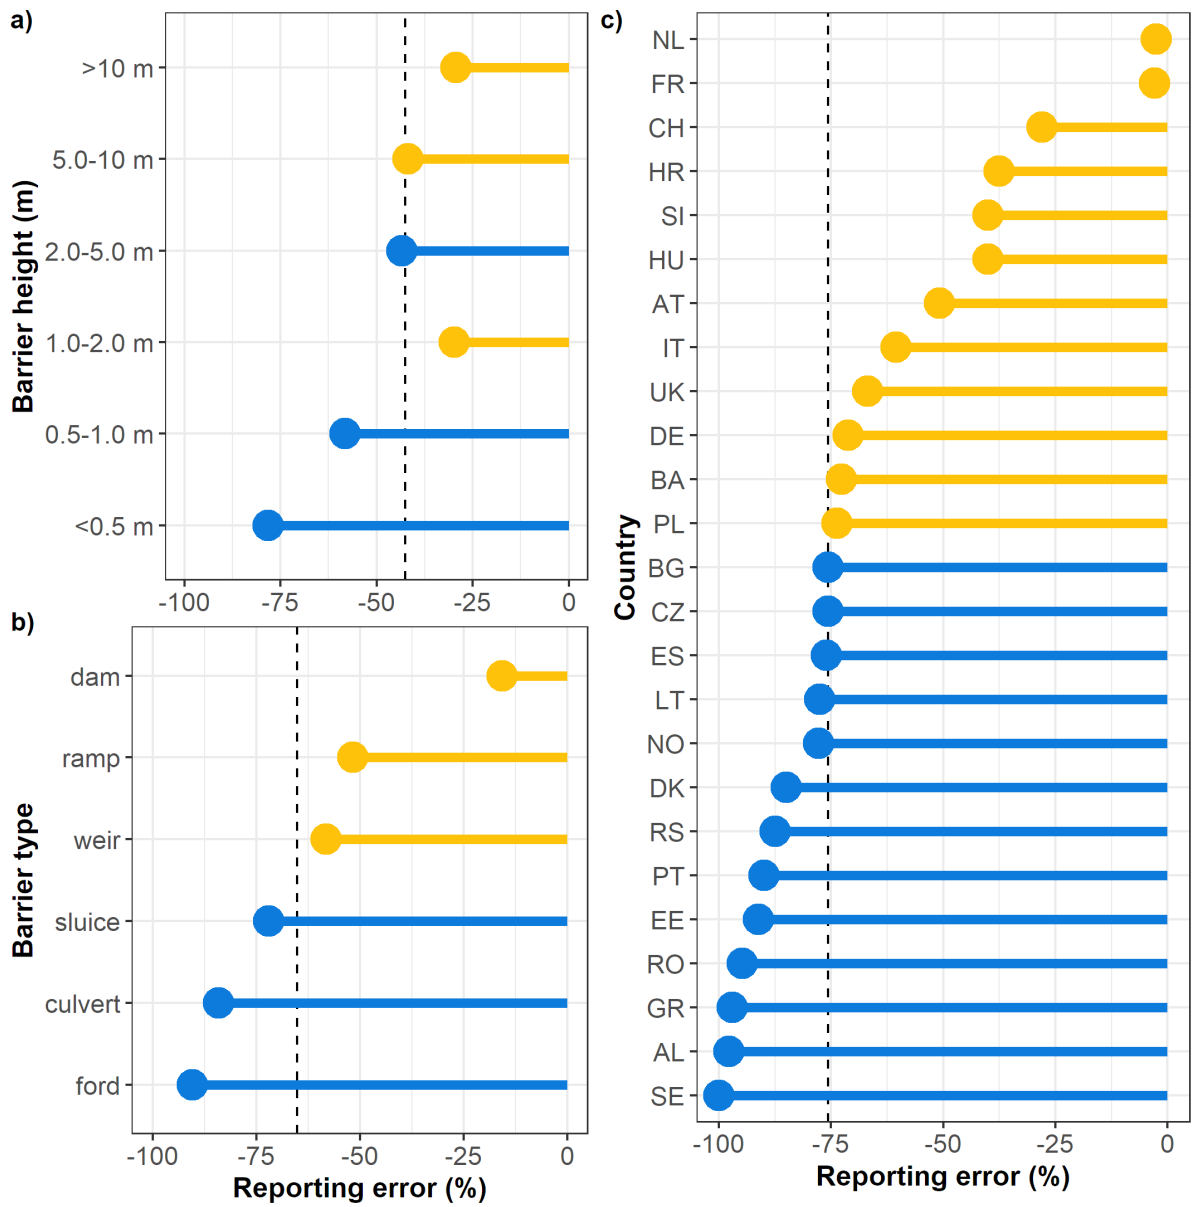 a)
Barrier height (m)
>10 m
5.0-10 m
2.0-5.0 m
1.0-2.0 m
0.5-1.0 m
<0.5 m
-100 -75 -50 -25 0
b)
Barrier type
dam
ramp
weir
sluice
culvert
ford
-100 -75 -50 -25 0
Reporting error (%)
c)
Country
NL
FR
CH
HR
SI
HU
AT
IT
UK
DE
BA
PL
BG
CZ
ES
LT
NO
DK
RS
PT
EE
RO
GR
AL
SE
-100 -75 -50 -25 0
Reporting error (%)